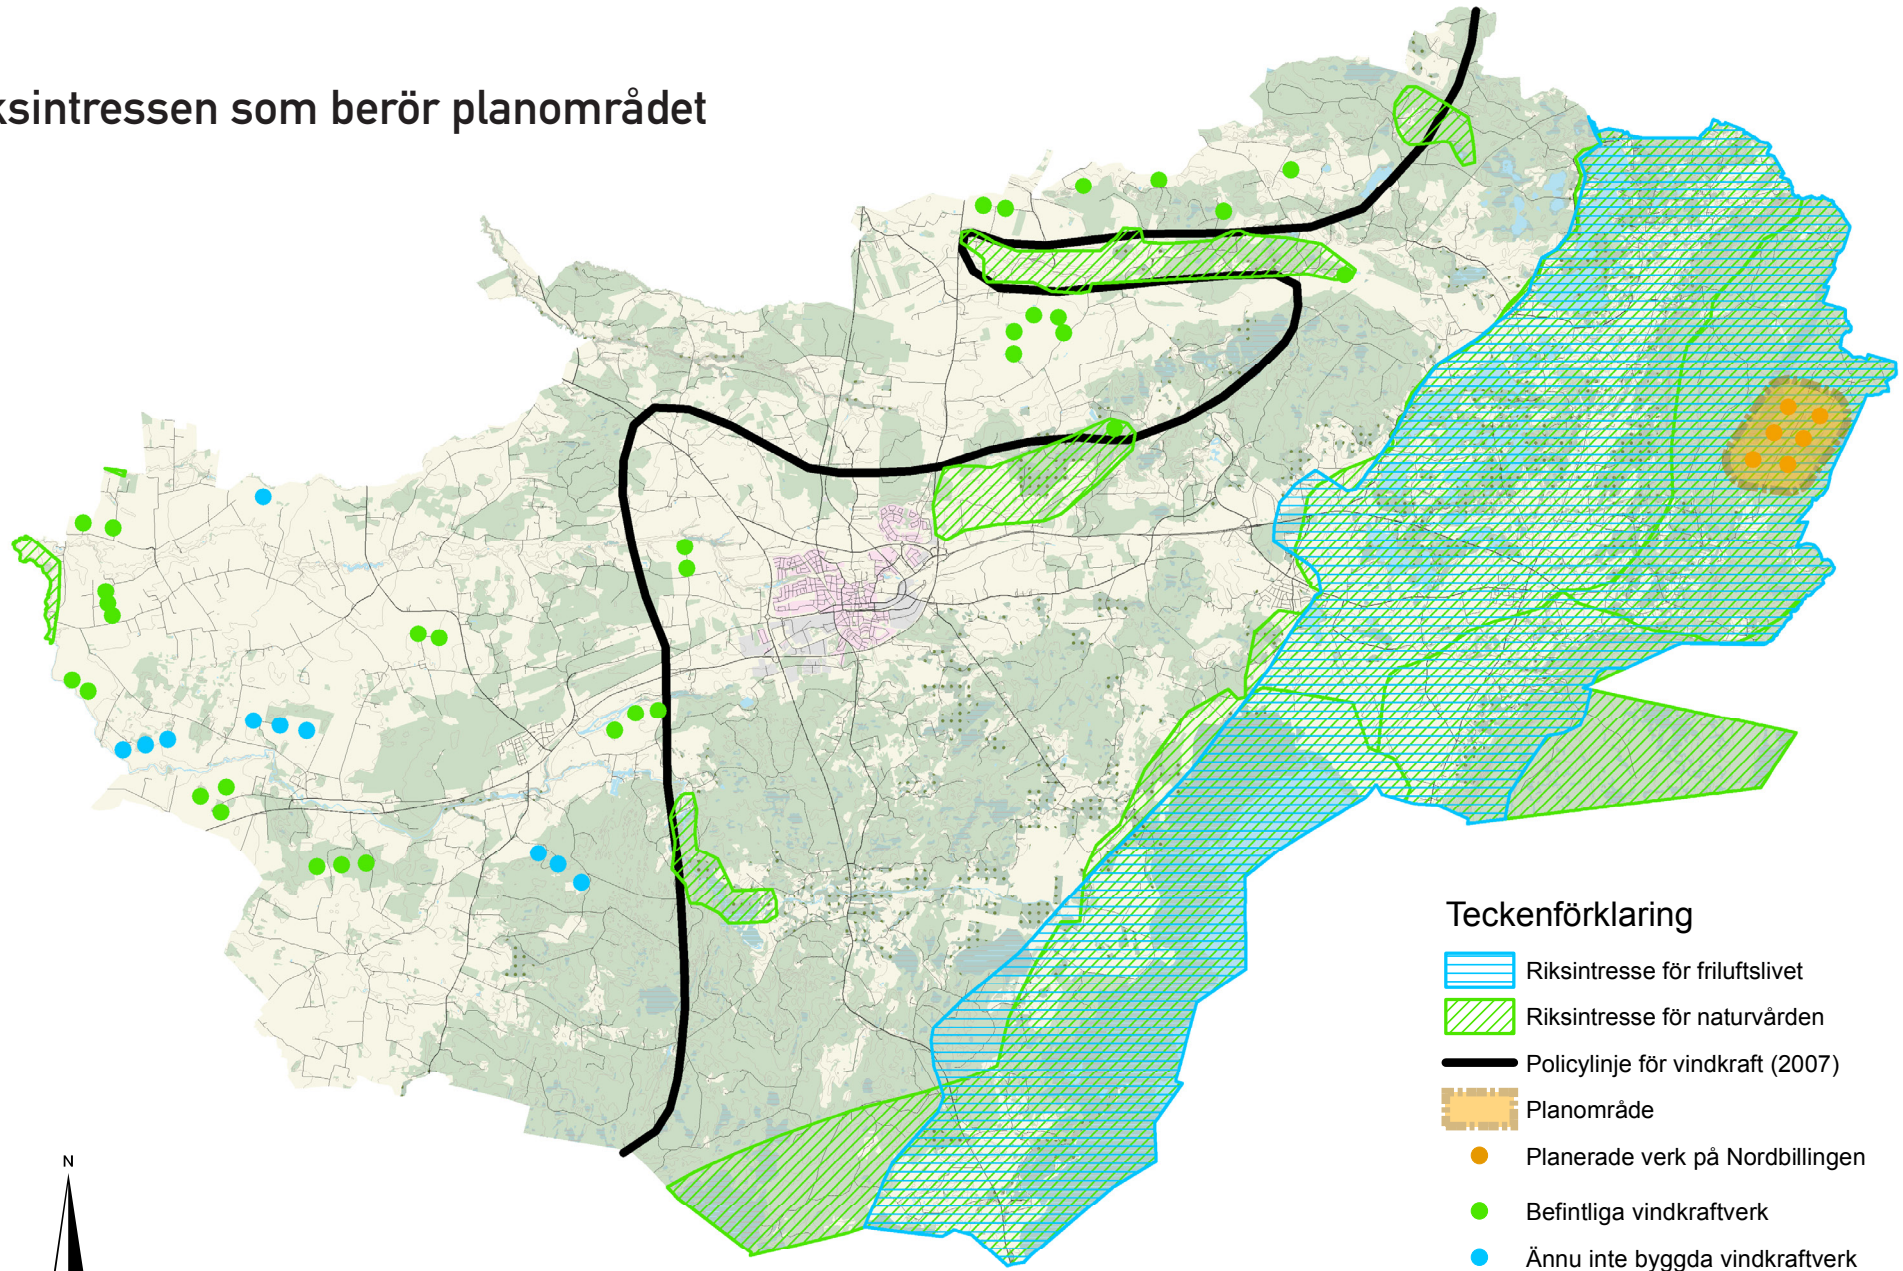 ksintressen som berör planområdet
Teckenförklaring
Riksintresse för friluftslivet
Riksintresse för naturvården
Policylinje för vindkraft (2007)
Planområde
Planerade verk på Nordbillingen
Befintliga vindkraftverk
Ännu inte byggda vindkraftverk
N